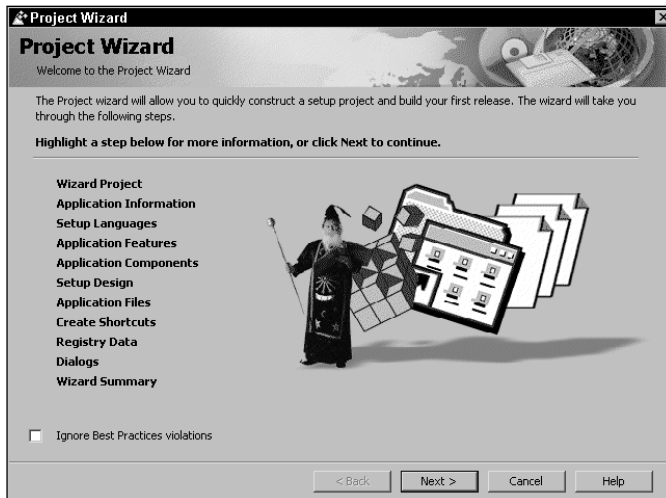 Project Wizard
Project Wizard
Welcome to the Project Wizard
The Project wizard will allow you to quickly construct a setup project and build your first release. The wizard will take you
through the following steps.
Highlight a step below for more information, or click Next to continue.
Wizard Project
Application Information
Setup Languages
Application Features
Application Components
Setup Design
Application Files
Create Shortcuts
Registry Data
Dialogs
Wizard Summary
Ignore Best Practices violations
< Back Next > Cancel Help